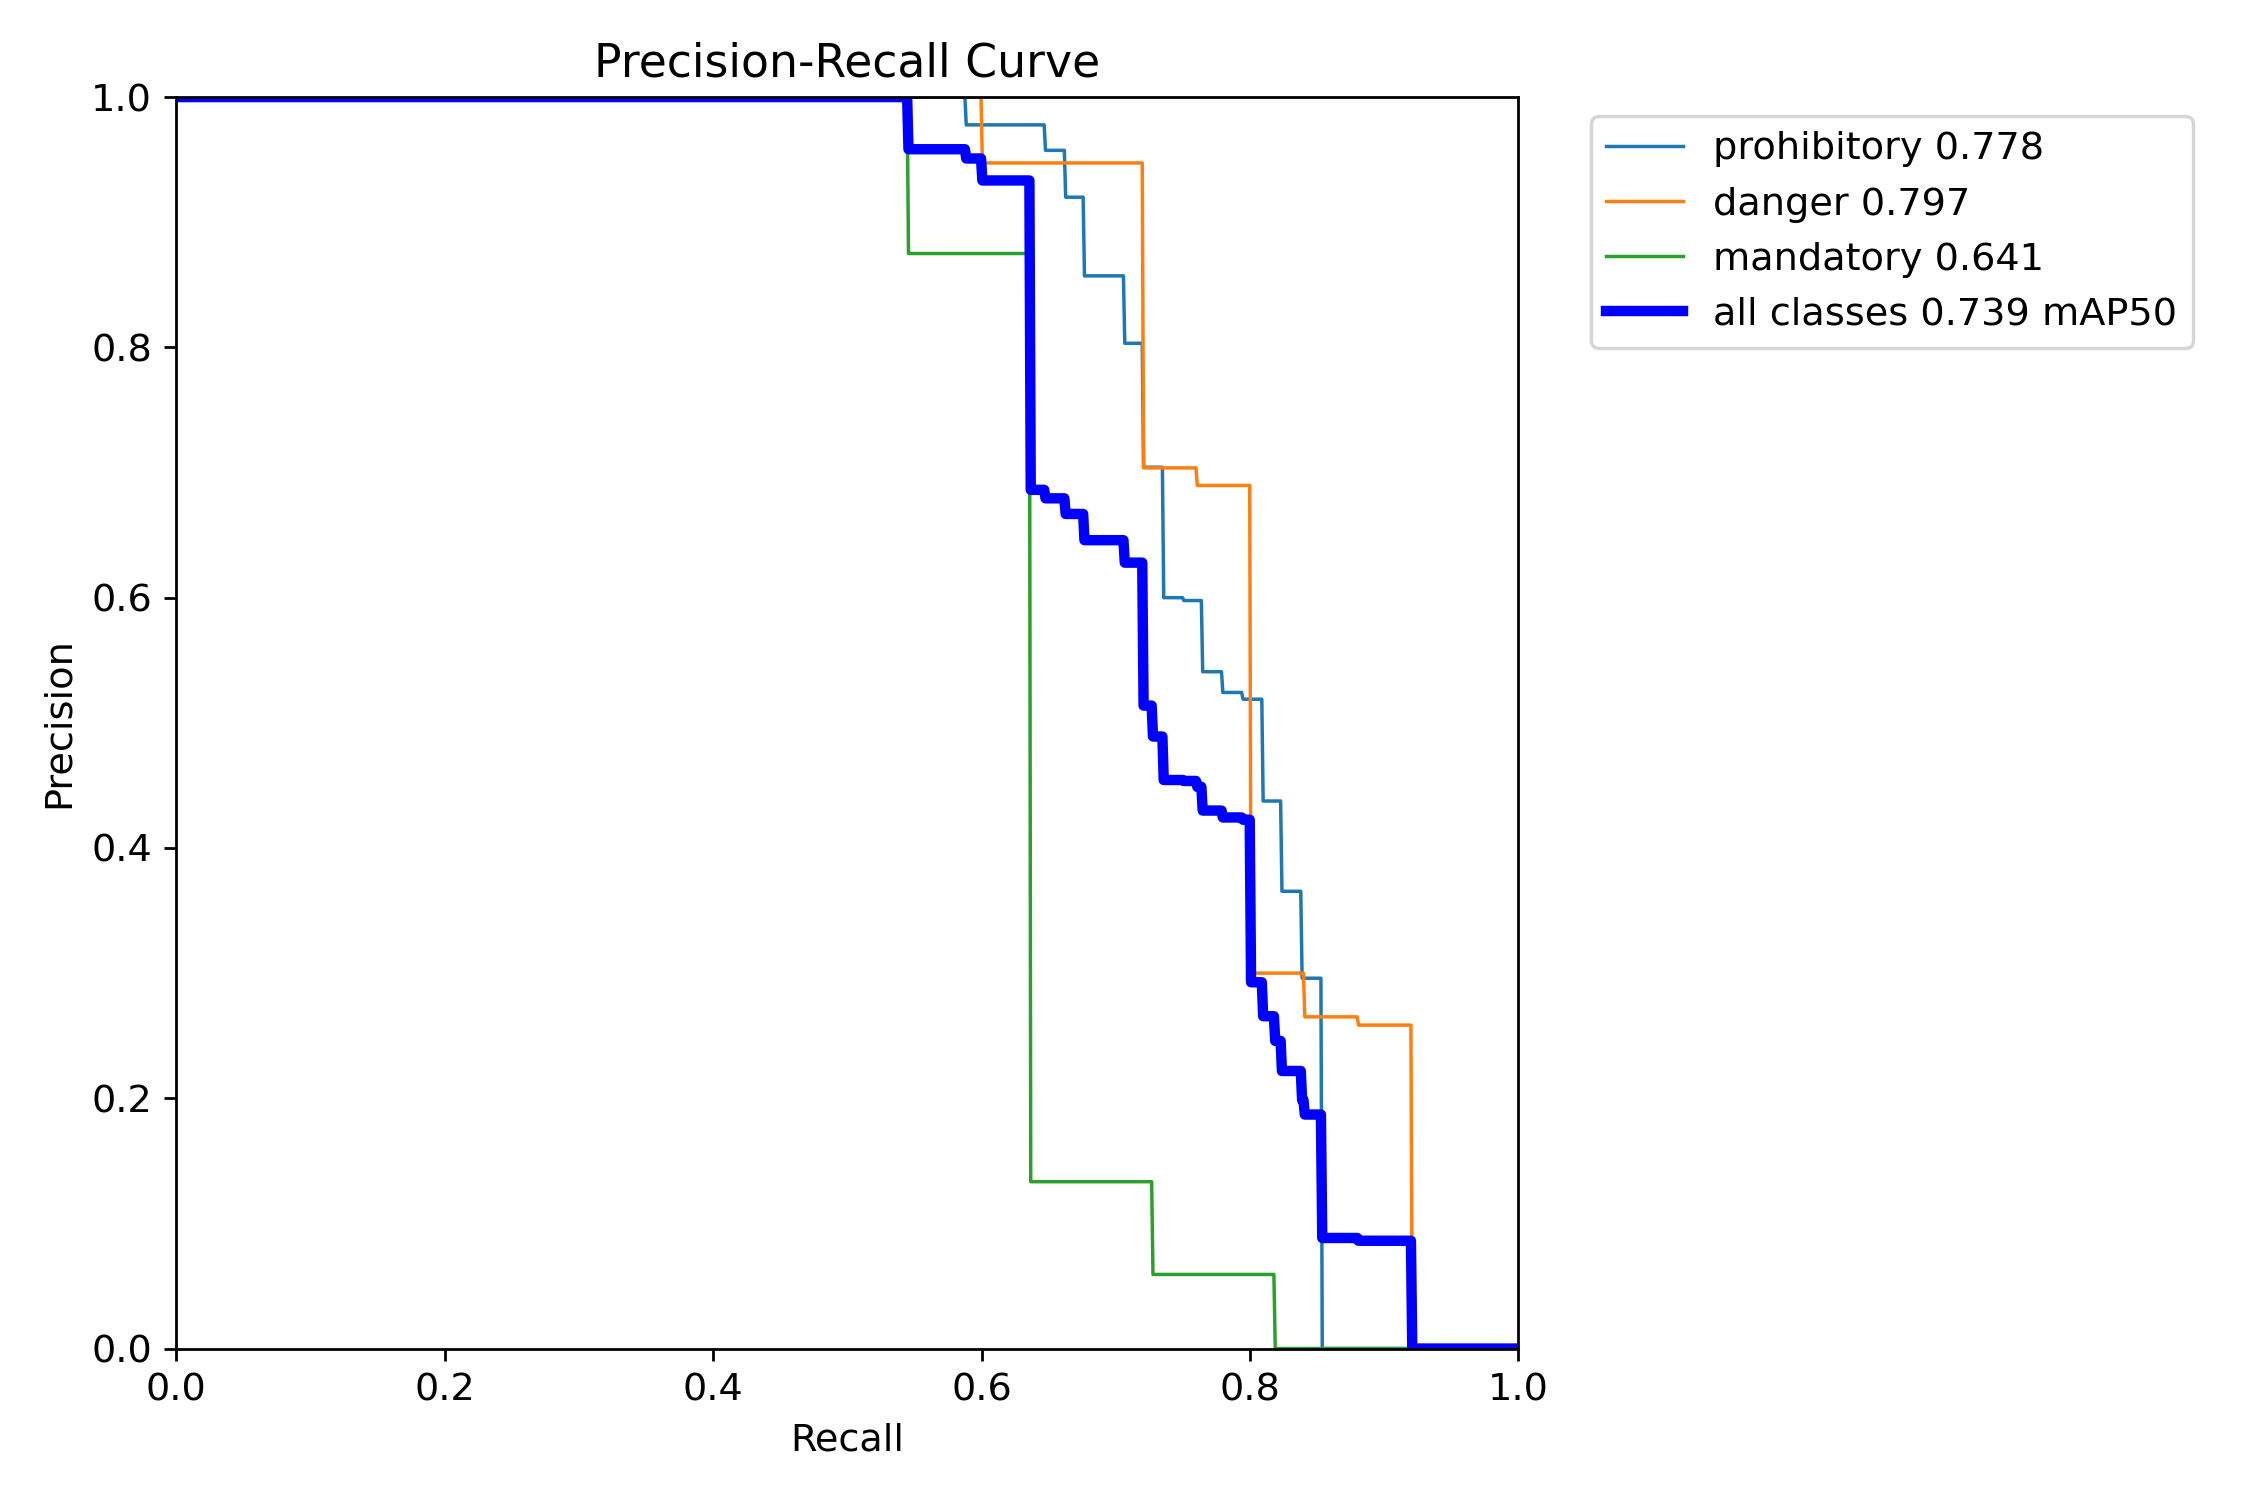 Precision-Recall Curve
1.0
0.8
0.6
0.4
0.2
0.0
Precision
0.0 0.2 0.4 0.6 0.8 1.0
Recall
prohibitory 0.778
danger 0.797
mandatory 0.641
all classes 0.739 mAP50